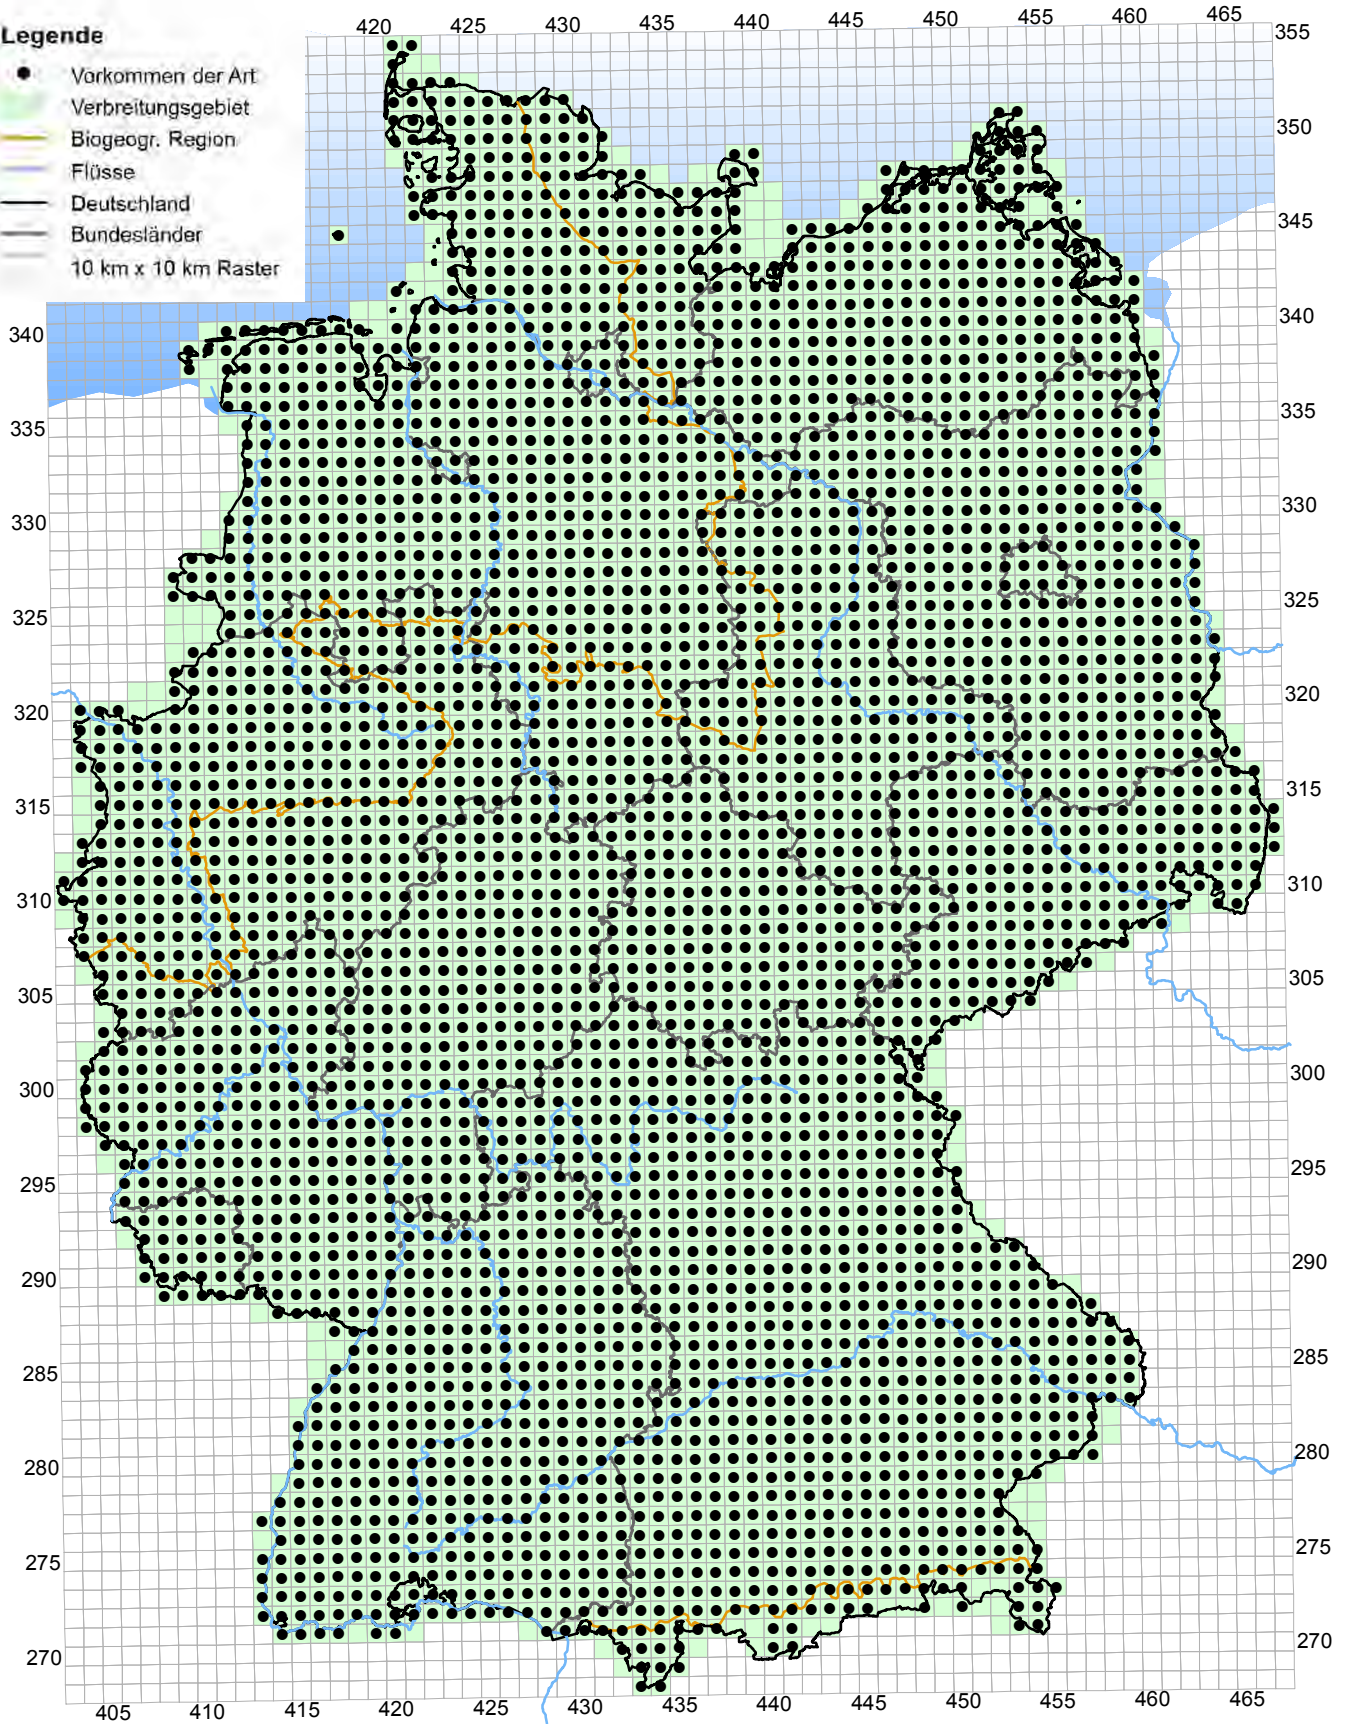 Legende
Vorkommen der Art
Verbreitungsgebiet
Biogeogr. Region
Flüsse
Deutschland
Bundesländer
10 km x 10 km Raster
420 425 430 435 440 445 450 455 460 465
355
350
345
340 340
335 335
330 330
325 325
320 320
315 315
310 310
305 305
300 300
295 295
290 290
285 285
280 280
275 275
270 270
405 410 415 420 425 430 435 440 445 450 455 460 465